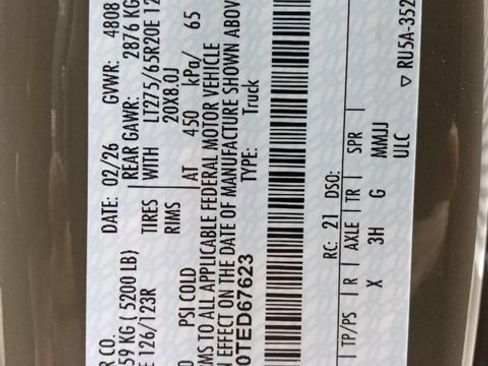 R CO. DATE: 02/26 GVWR: 4808
59 KG ( 5200 LB) REAR GAWR: 2876 KG
E 126/123R TIRES WITH LT275/65R20E 12
RIMS 20X8.0J
PSI COLD AT 450 kPa/ 65
MS TO ALL APPLICABLE FEDERAL MOTOR VEHICLE
EFFECT ON THE DATE OF MANUFACTURE SHOWN ABOV
0TED67623 TYPE: Truck
RC: 21 DSO:
TP/PS | R | AXLE | TR | SPR
X 3H G MMJJ
ULC
▽ RU5A-352